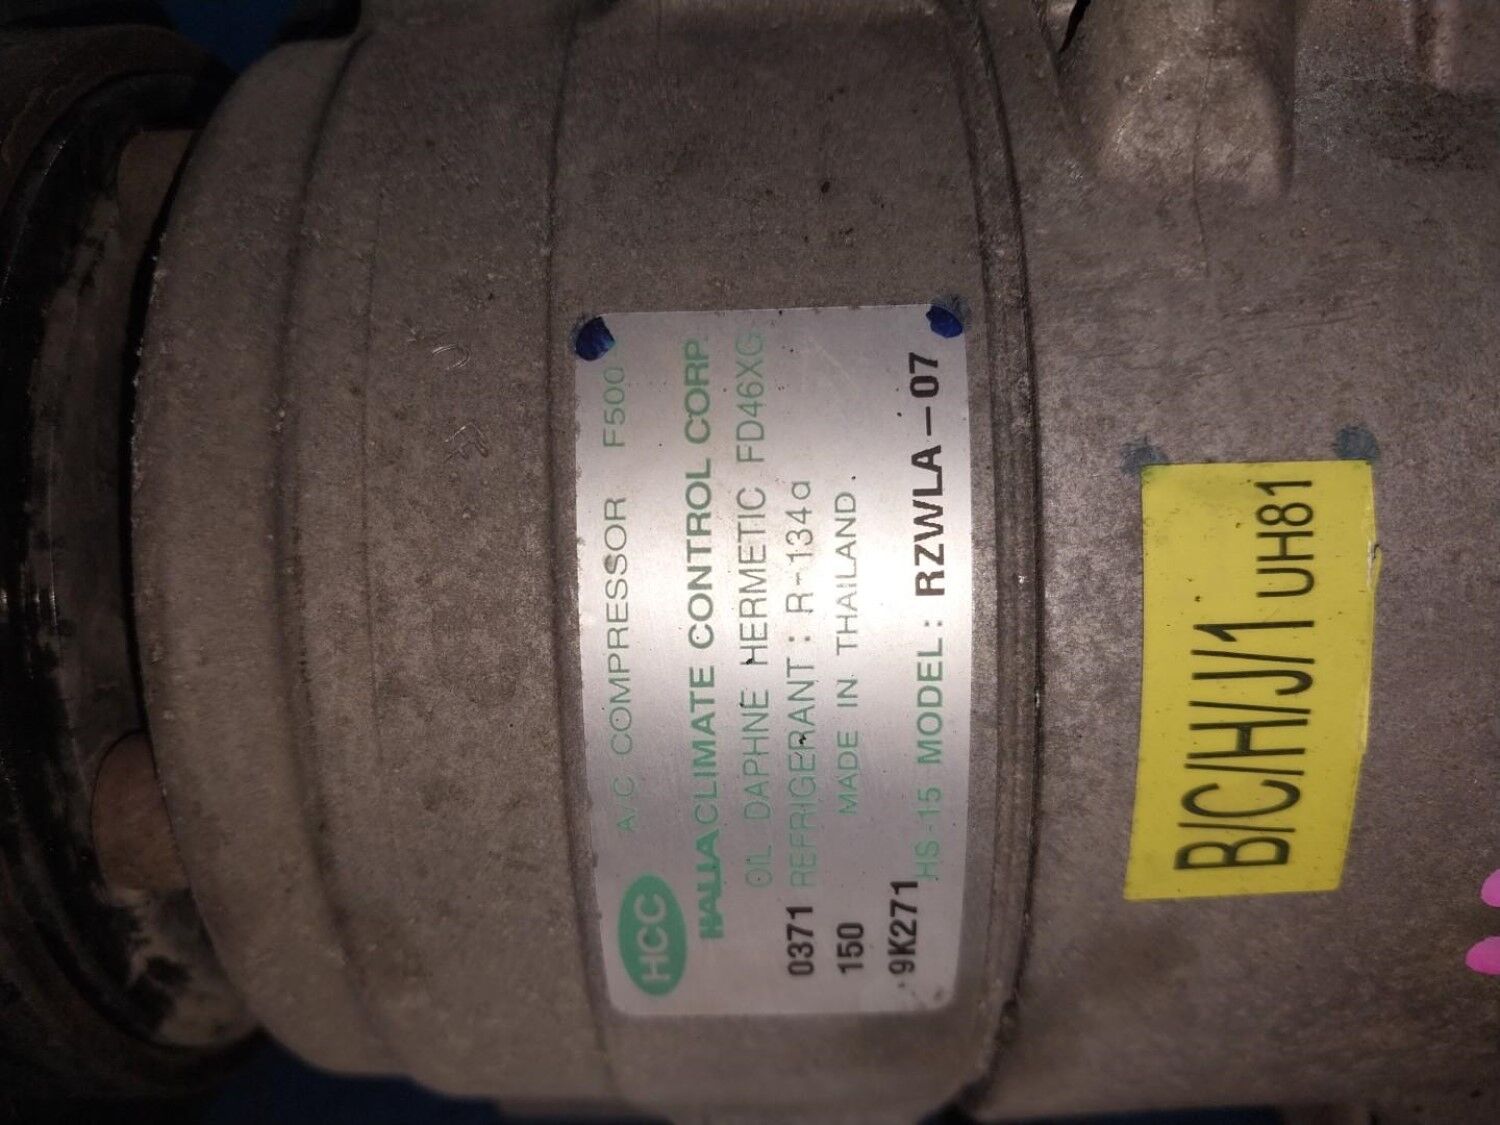 HCC
A/C COMPRESSOR F500
HALLA CLIMATE CONTROL CORP.
OIL DAPHNE HERMETIC FD46XG
0371 REFRIGERANT : R-134a
150 MADE IN THAILAND.
9K271 HS-15 MODEL: RZWLA-07
B/C/H/J/1 UH81